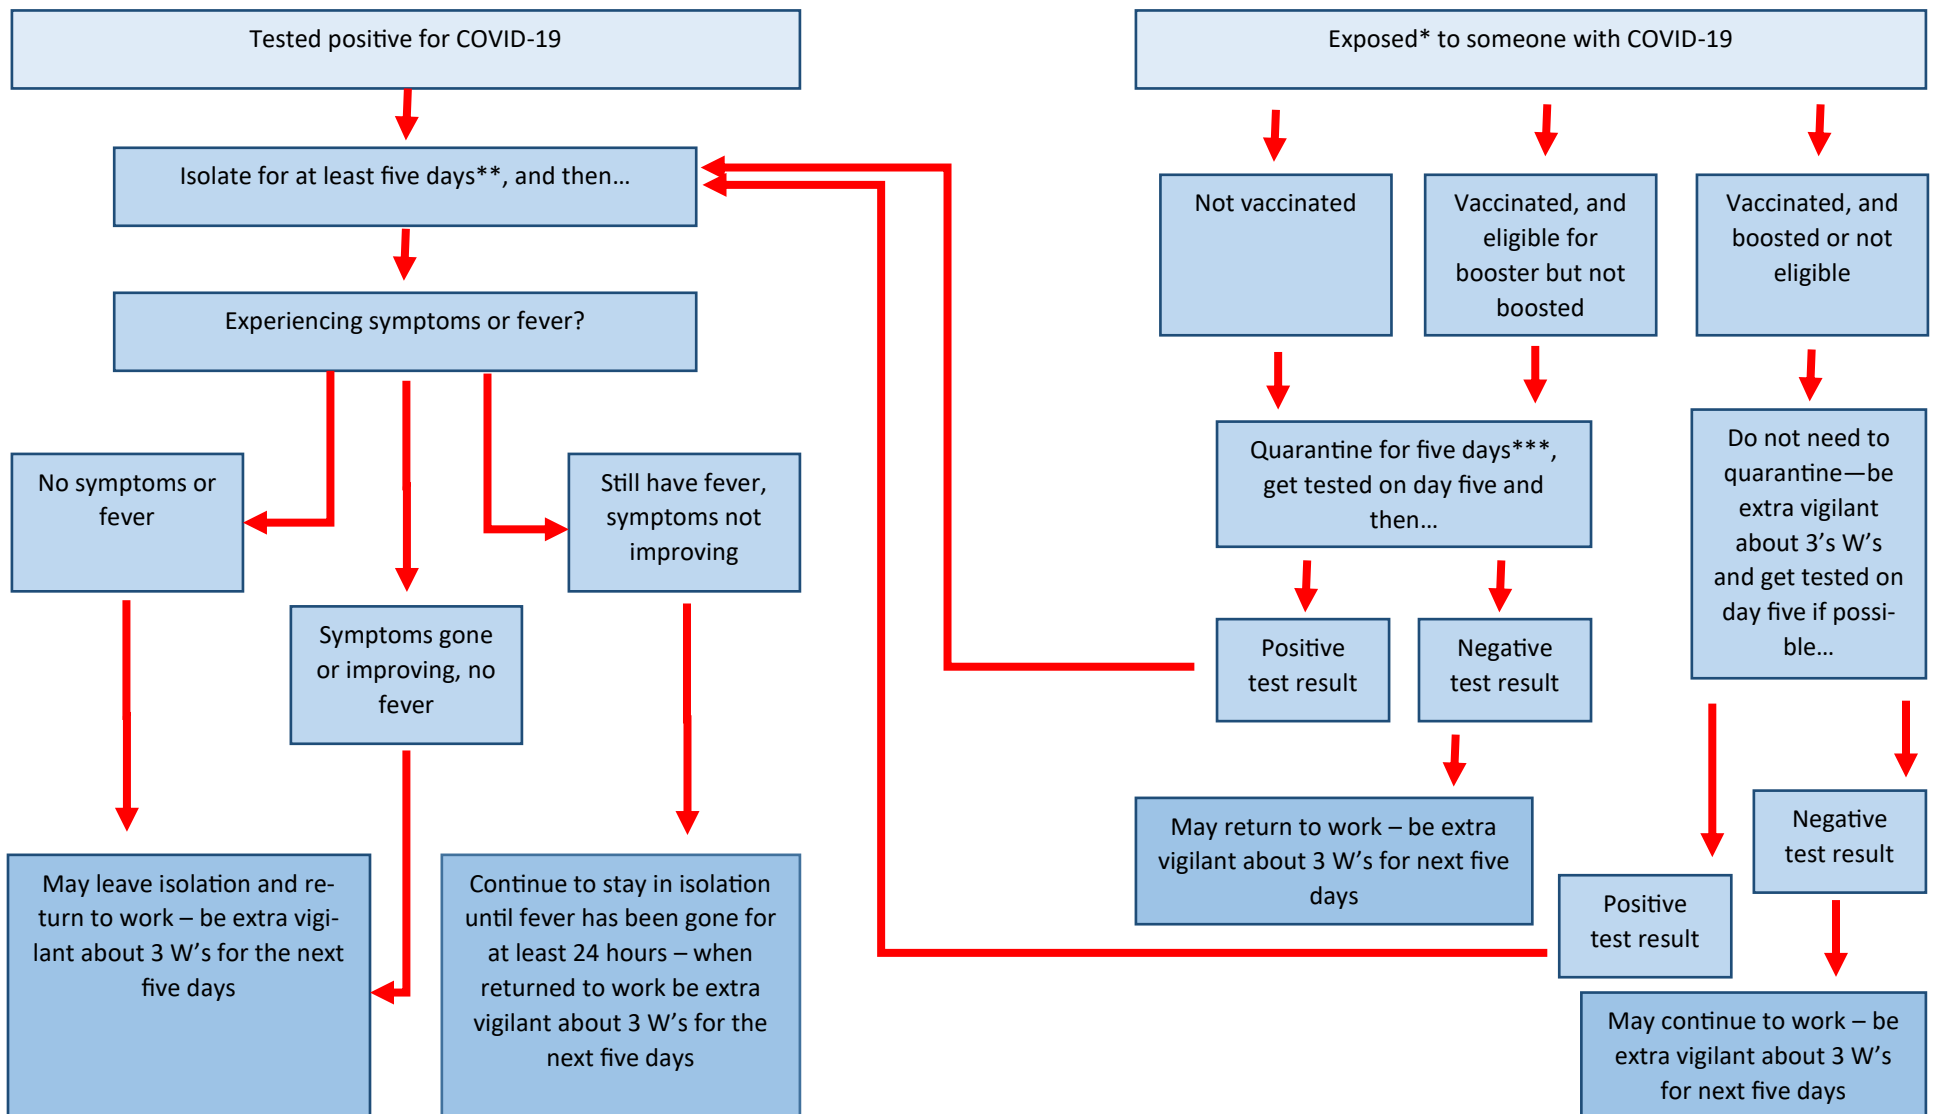 Tested positive for COVID-19
Isolate for at least five days**, and then…
Experiencing symptoms or fever?
No symptoms or
fever
Symptoms gone
or improving, no
fever
Still have fever,
symptoms not
improving
May leave isolation and re-
turn to work – be extra vigi-
lant about 3 W’s for the next
five days
Continue to stay in isolation
until fever has been gone for
at least 24 hours – when
returned to work be extra
vigilant about 3 W’s for the
next five days
Exposed* to someone with COVID-19
Not vaccinated
Vaccinated, and
eligible for
booster but not
boosted
Vaccinated, and
boosted or not
eligible
Quarantine for five days***,
get tested on day five and
then…
Positive
test result
Negative
test result
May return to work – be extra
vigilant about 3 W’s for next five
days
Do not need to
quarantine—be
extra vigilant
about 3’s W’s
and get tested on
day five if possi-
ble…
Positive
test result
Negative
test result
May continue to work – be
extra vigilant about 3 W’s
for next five days